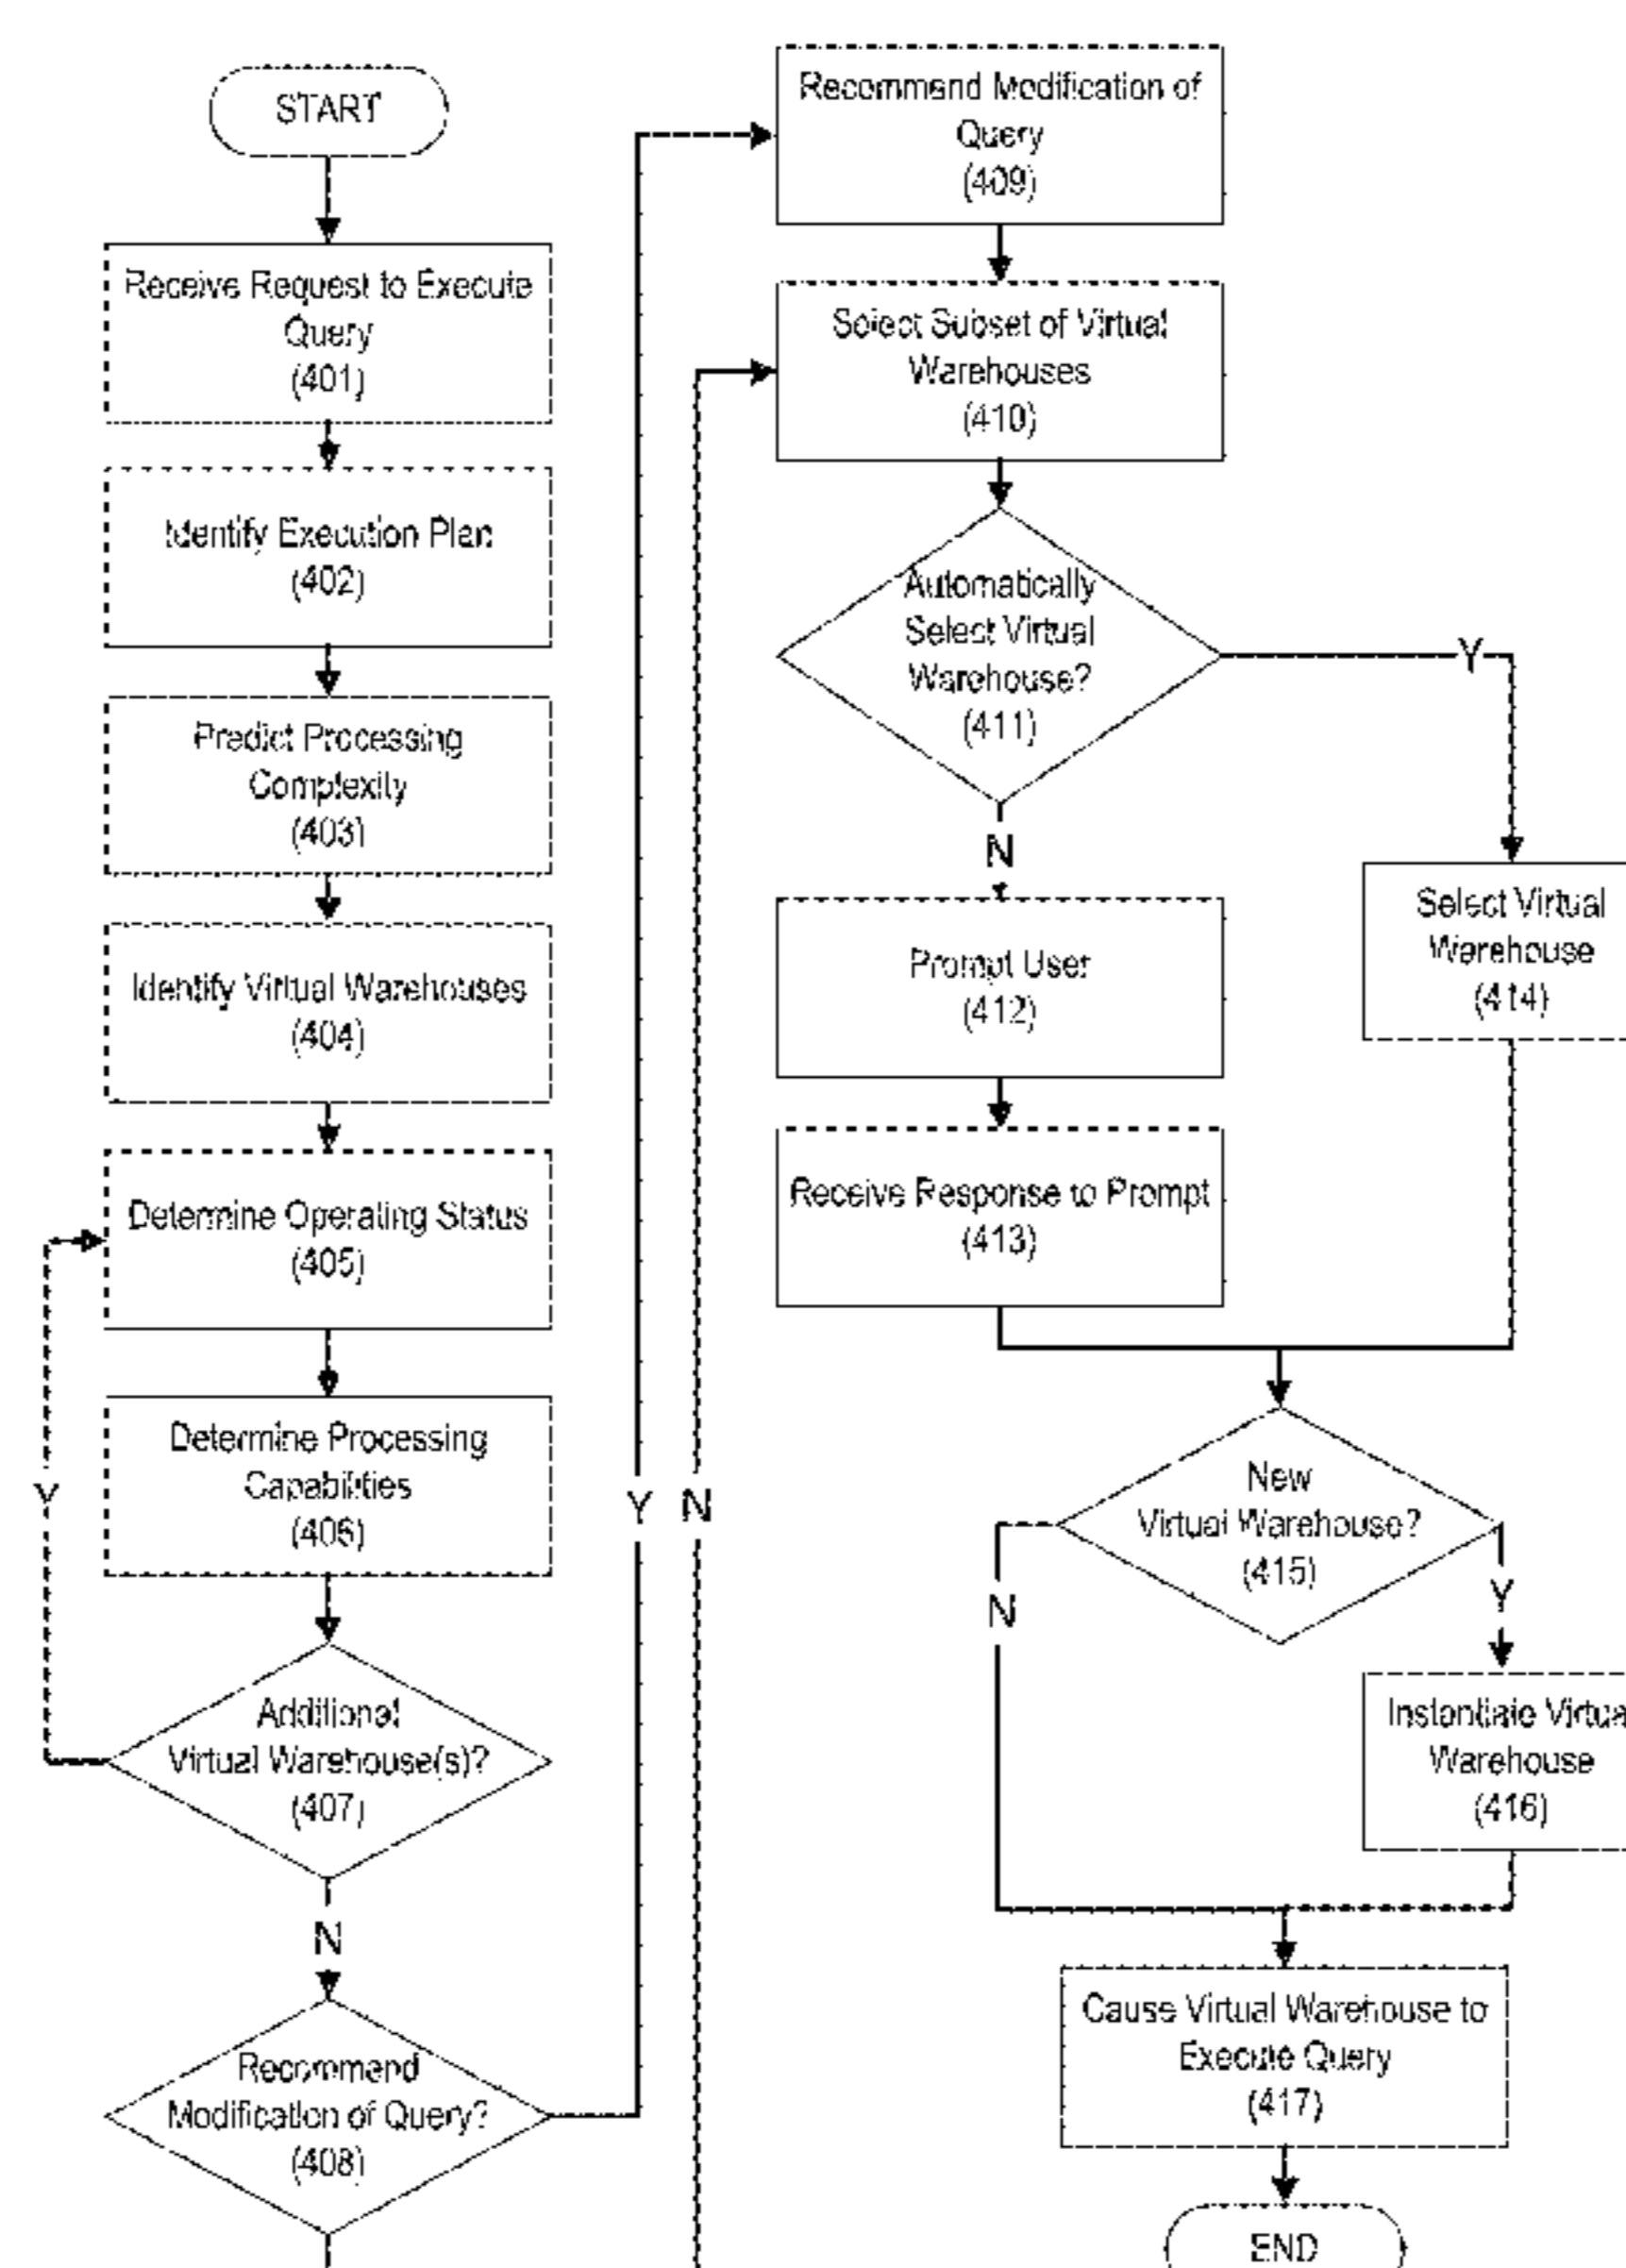 START
Receive Request to Execute
Query
(401)
Identify Execution Plan
(402)
Predict Processing
Complexity
(403)
Identify Virtual Warehouses
(404)
Determine Operating Status
(405)
Determine Processing
Capabilities
(406)
Y
Additional
Virtual Warehouse(s)?
(407)
N
Recommend
Modification of Query?
(408)
Y
N
Recommend Modification of
Query
(409)
Select Subset of Virtual
Warehouses
(410)
Automatically
Select Virtual
Warehouse?
(411)
Y
N
Prompt User
(412)
Receive Response to Prompt
(413)
Select Virtual
Warehouse
(414)
New
Virtual Warehouse?
(415)
N
Y
Instantiate Virtua
Warehouse
(416)
Cause Virtual Warehouse to
Execute Query
(417)
END